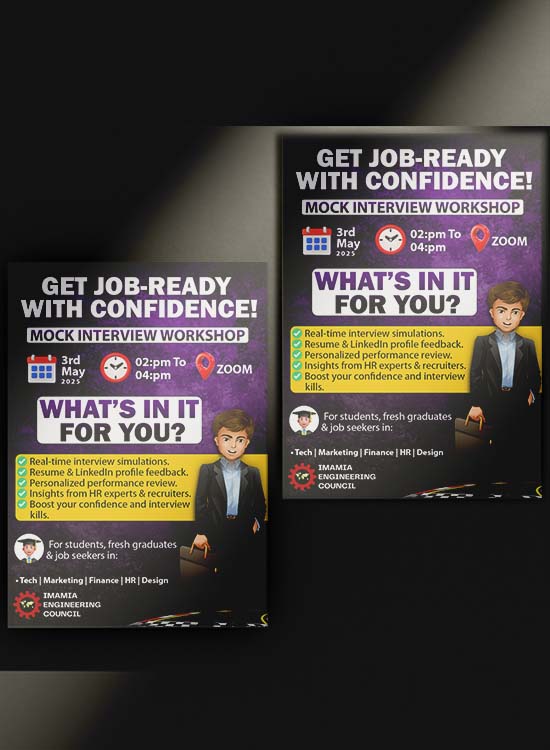 GET JOB-READY
WITH CONFIDENCE!
MOCK INTERVIEW WORKSHOP
3rd
May
2025
02:pm To
04:pm
ZOOM
WHAT'S IN IT
FOR YOU?
Real-time interview simulations.
Resume & LinkedIn profile feedback.
Personalized performance review.
Insights from HR experts & recruiters.
Boost your confidence and interview
kills.
For students, fresh graduates
& job seekers in:
• Tech | Marketing | Finance | HR | Design
IMAMIA
ENGINEERING
COUNCIL
GET JOB-READY
WITH CONFIDENCE!
MOCK INTERVIEW WORKSHOP
3rd
May
2025
02:pm To
04:pm
ZOOM
WHAT'S IN IT
FOR YOU?
Real-time interview simulations.
Resume & LinkedIn profile feedback.
Personalized performance review.
Insights from HR experts & recruiters.
Boost your confidence and interview
kills.
For students, fresh graduates
& job seekers in:
• Tech | Marketing | Finance | HR | Design
IMAMIA
ENGINEERING
COUNCIL